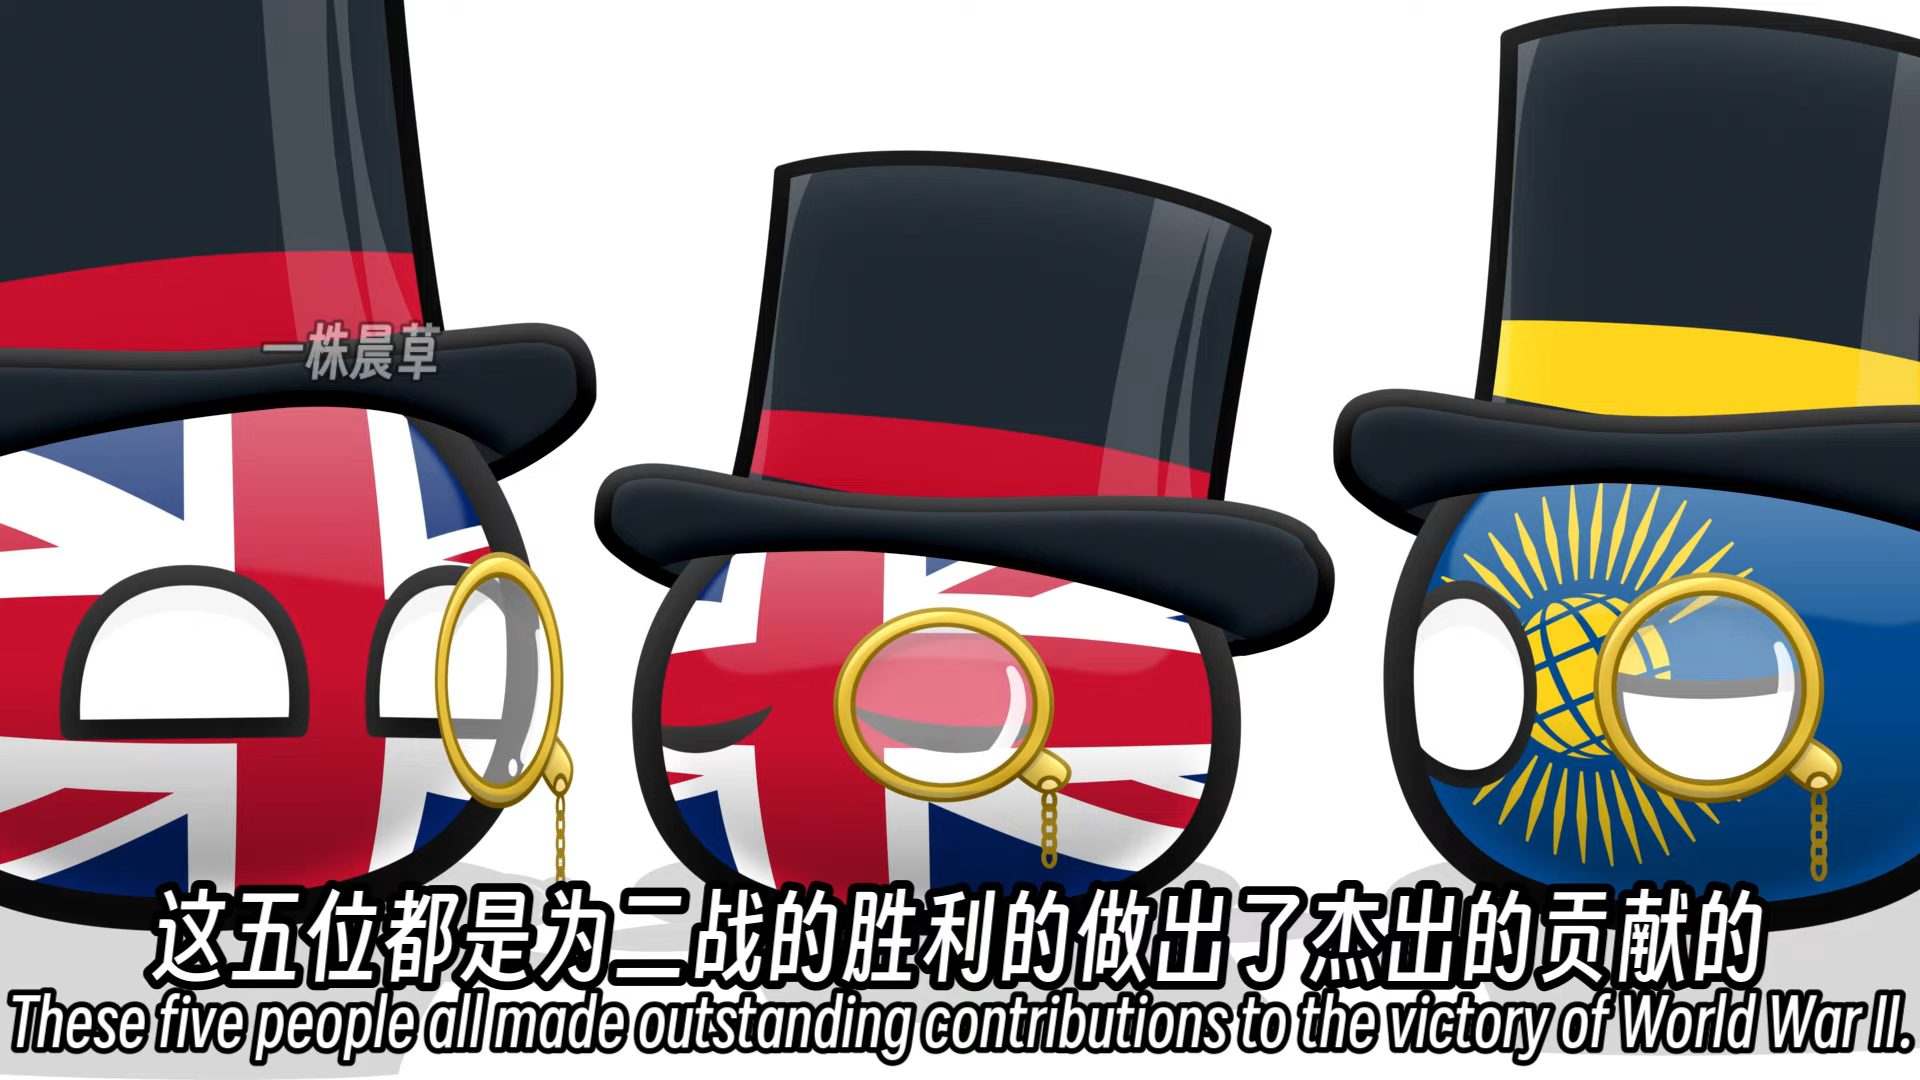 一株晨草
这五位都是为二战的胜利的做出了杰出的贡献的
These five people all made outstanding contributions to the victory of World War II.